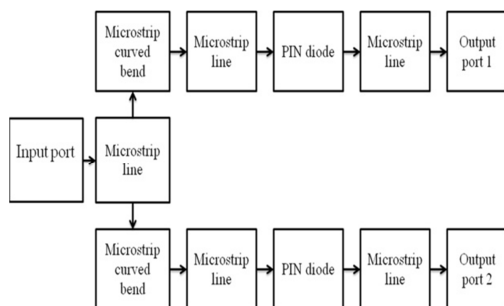 Microstrip
curved
bend
Microstrip
line
PIN diode
Microstrip
line
Output
port 1
Input port
Microstrip
line
Microstrip
curved
bend
Microstrip
line
PIN diode
Microstrip
line
Output
port 2